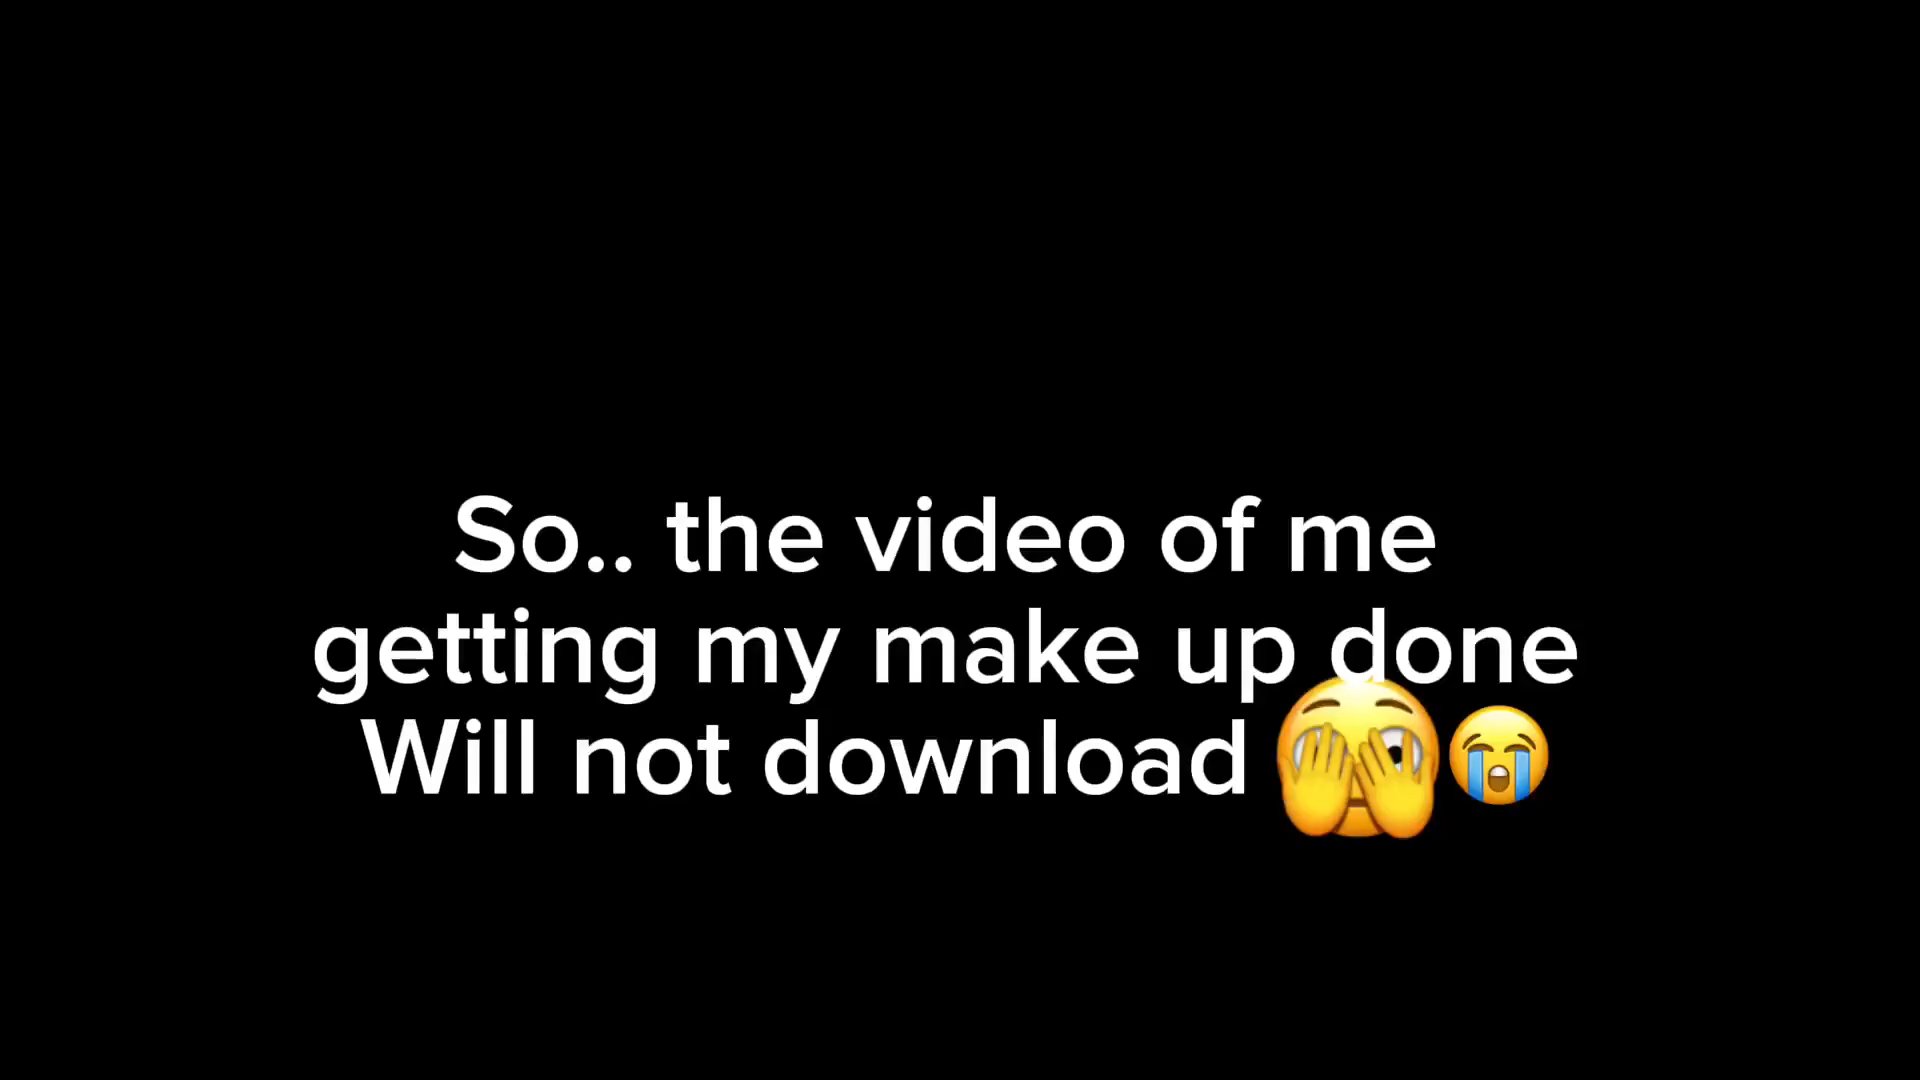 So.. the video of me
getting my make up done
Will not download 🫣😭